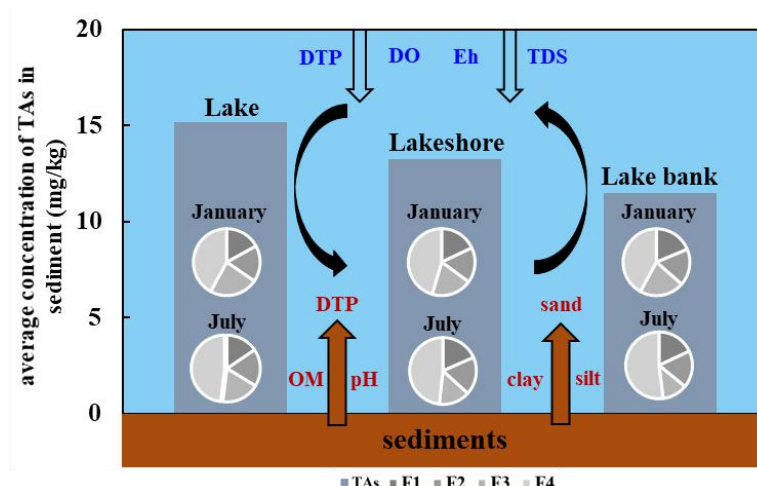 average concentration of TAs in
sediment (mg/kg)
20
15
10
5
0
DTP DO Eh TDS
Lake
Lakeshore
Lake bank
January
January
January
July
July
July
DTP
OM pH
sand
clay silt
sediments
TAs F1 F2 F3 F4